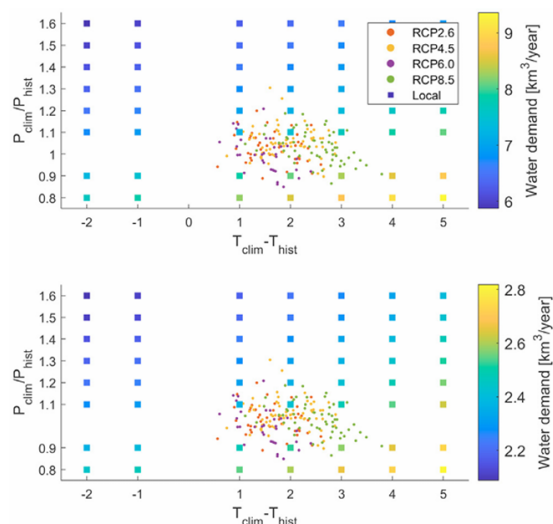 1.6
1.5
1.4
1.3
1.2
1.1
1
0.9
0.8
P_clim/P_hist
-2 -1 0 1 2 3 4 5
T_clim-T_hist
RCP2.6
RCP4.5
RCP6.0
RCP8.5
Local
9
8
7
6
Water demand [km³/year]
1.6
1.5
1.4
1.3
1.2
1.1
1
0.9
0.8
P_clim/P_hist
-2 -1 0 1 2 3 4 5
T_clim-T_hist
2.8
2.6
2.4
2.2
Water demand [km³/year]